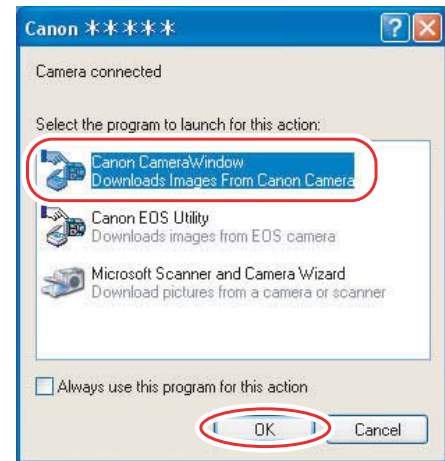 Canon *****
Camera connected
Select the program to launch for this action:
Canon CameraWindow
Downloads Images From Canon Camera
Canon EOS Utility
Downloads images from EOS camera
Microsoft Scanner and Camera Wizard
Download pictures from a camera or scanner
Always use this program for this action
OK Cancel